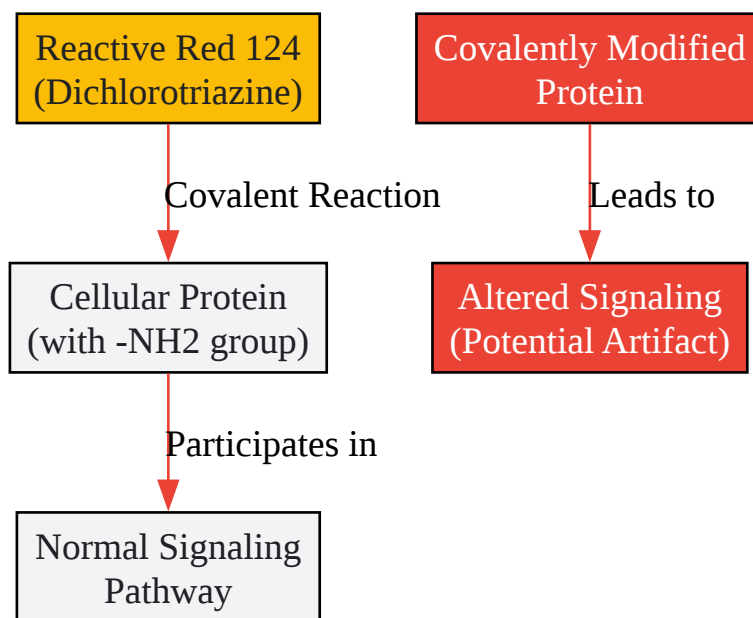 Reactive Red 124
(Dichlorotriazine)
Covalently Modified
Protein
Covalent Reaction
Leads to
Cellular Protein
(with -NH2 group)
Altered Signaling
(Potential Artifact)
Participates in
Normal Signaling
Pathway